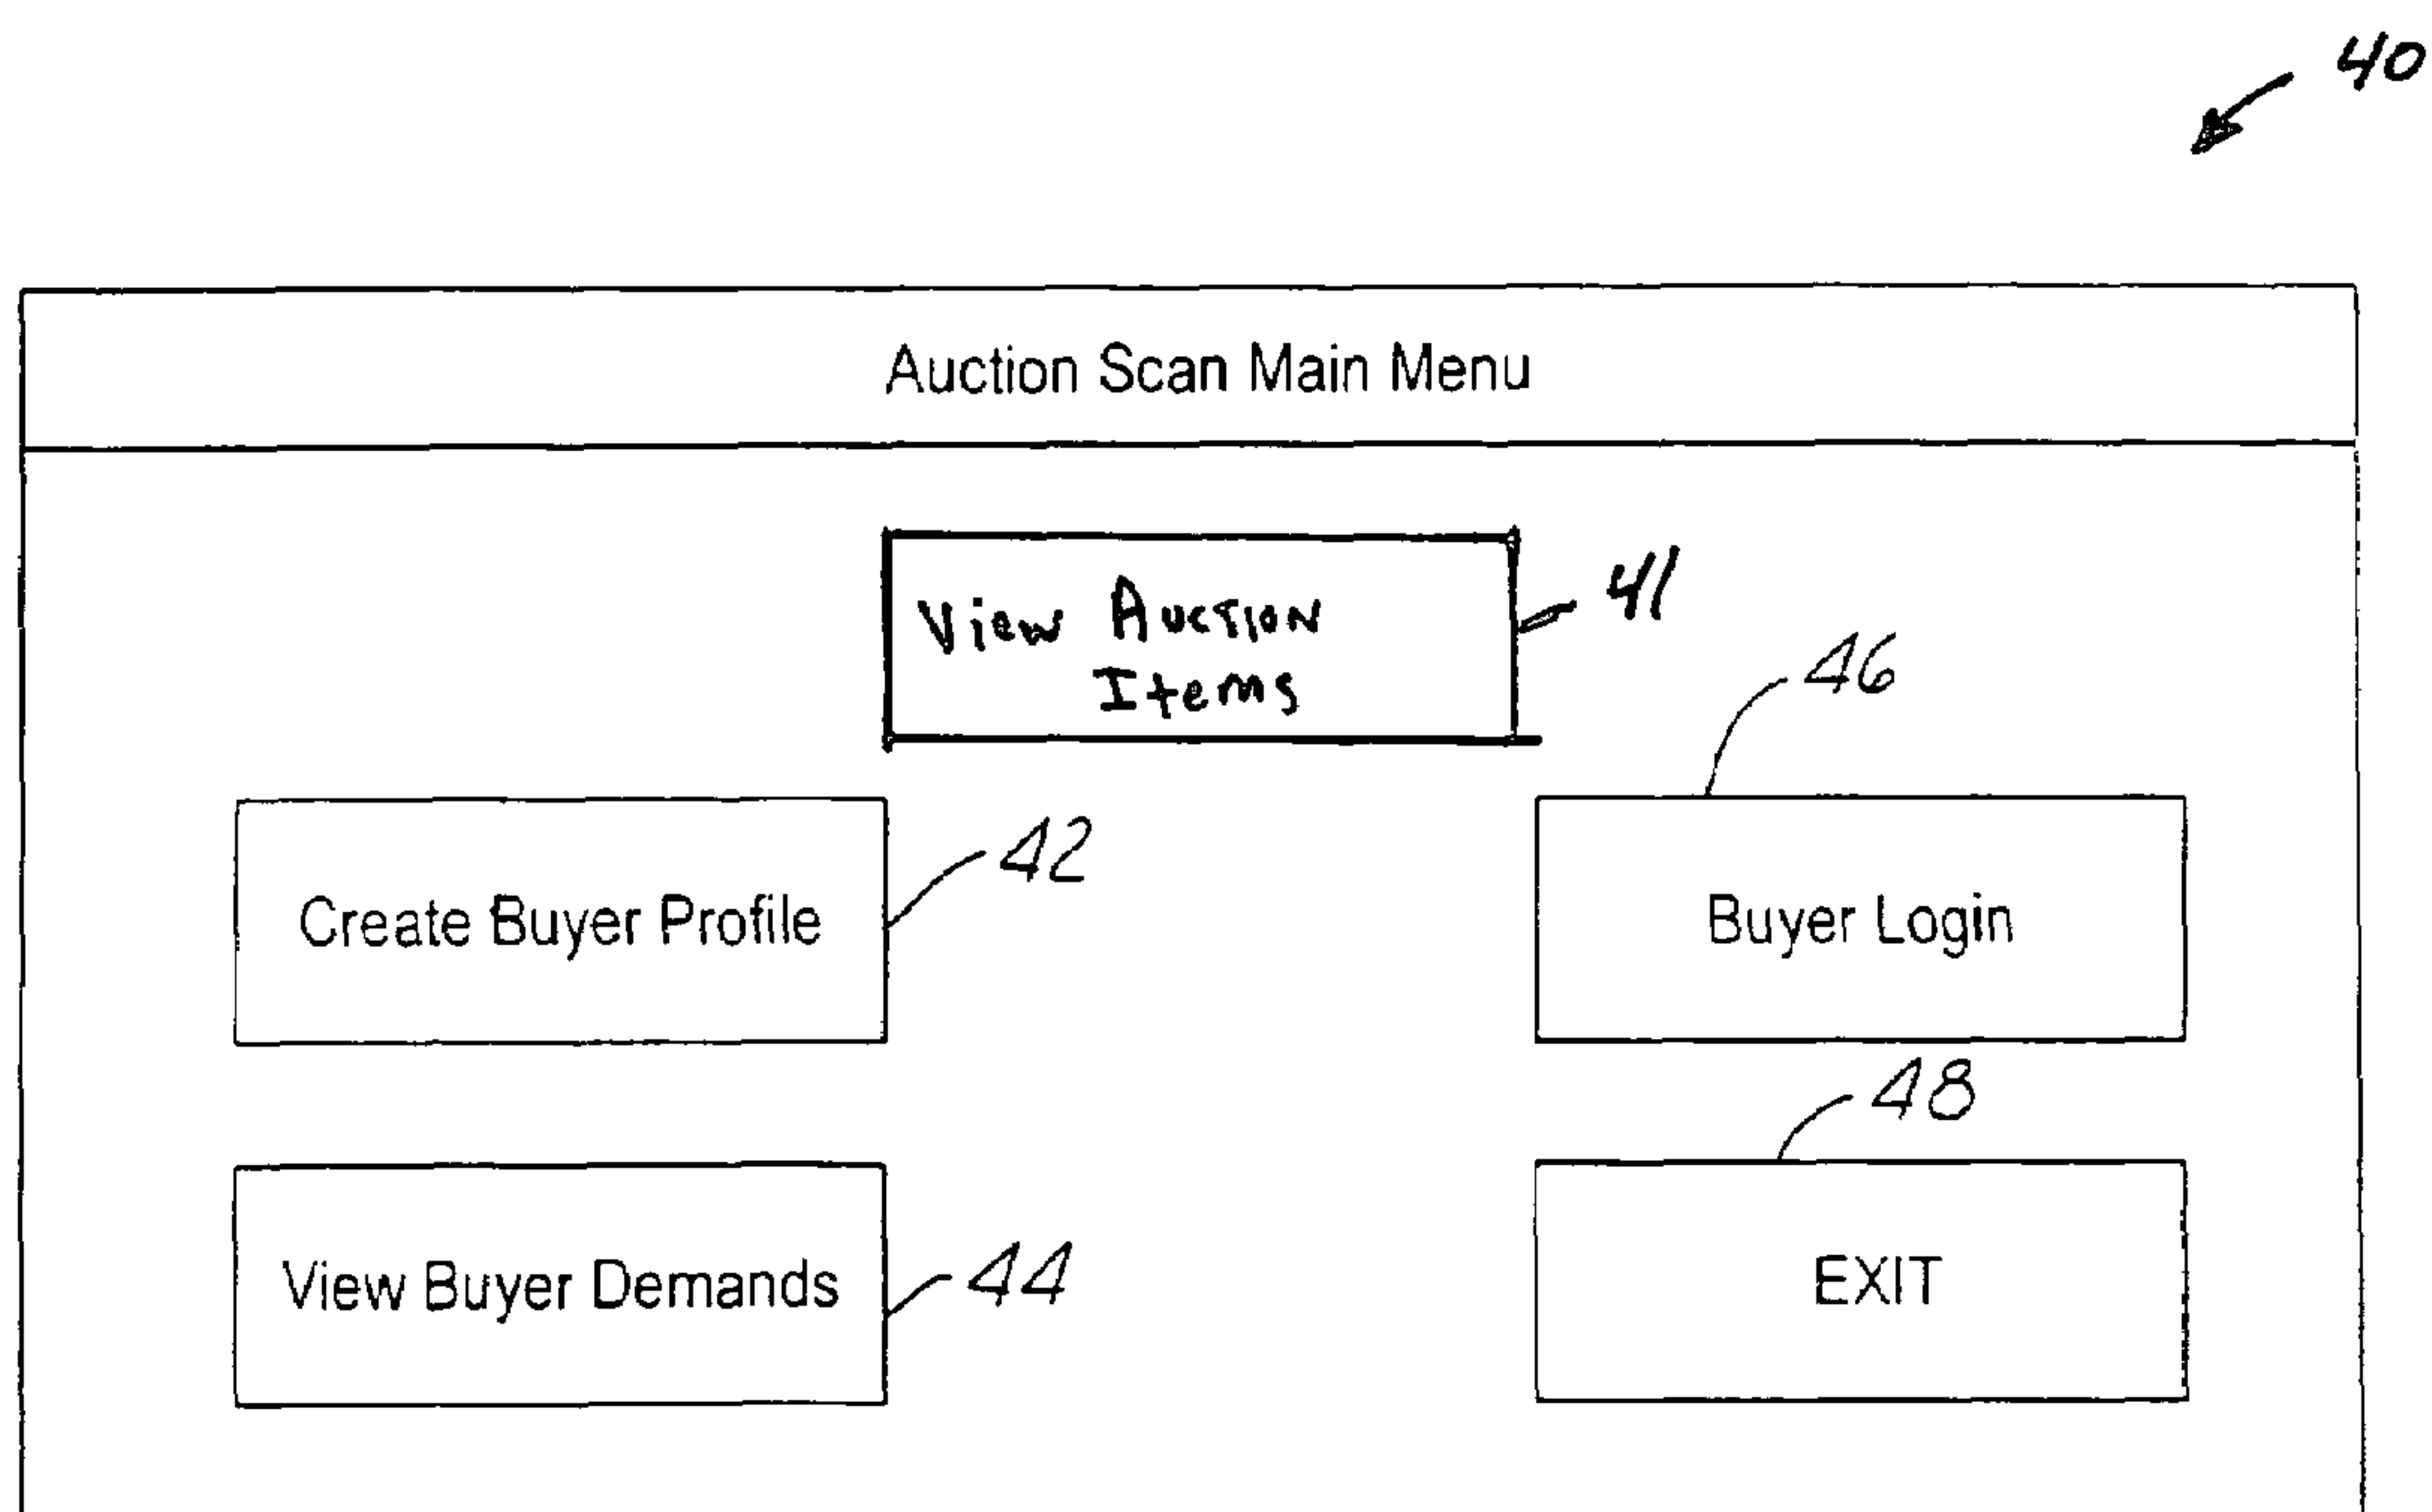 40
Auction Scan Main Menu
View Auction
Items
41
46
Create Buyer Profile
42
Buyer Login
48
View Buyer Demands
44
EXIT